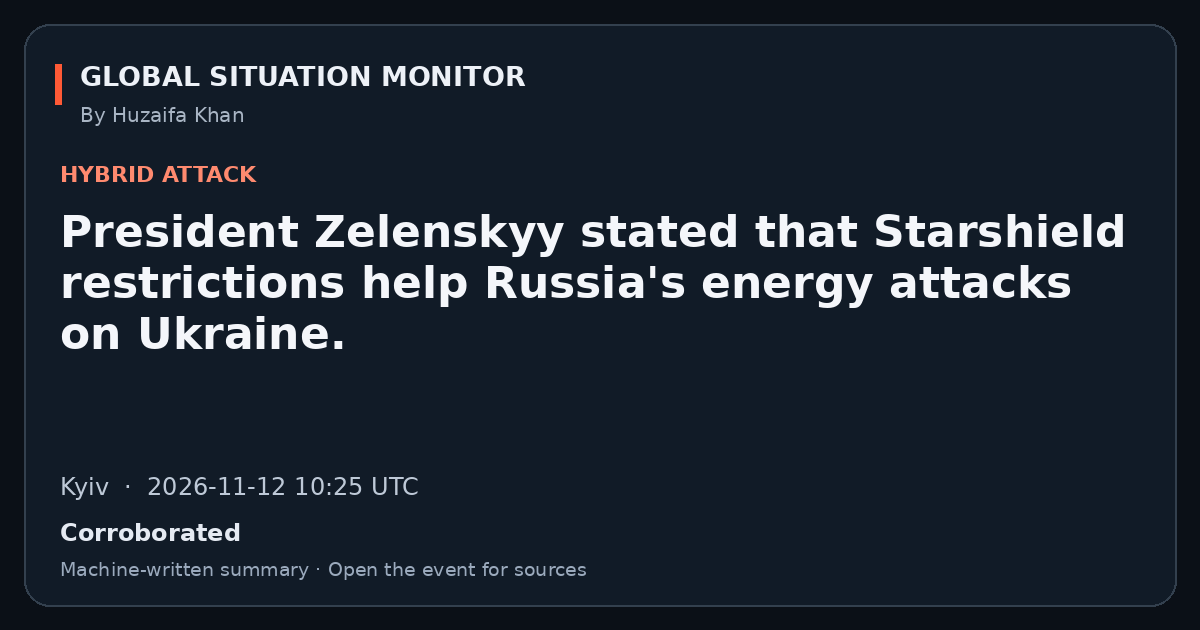 GLOBAL SITUATION MONITOR
By Huzaifa Khan
HYBRID ATTACK
President Zelenskyy stated that Starshield
restrictions help Russia's energy attacks
on Ukraine.
Kyiv · 2026-11-12 10:25 UTC
Corroborated
Machine-written summary · Open the event for sources